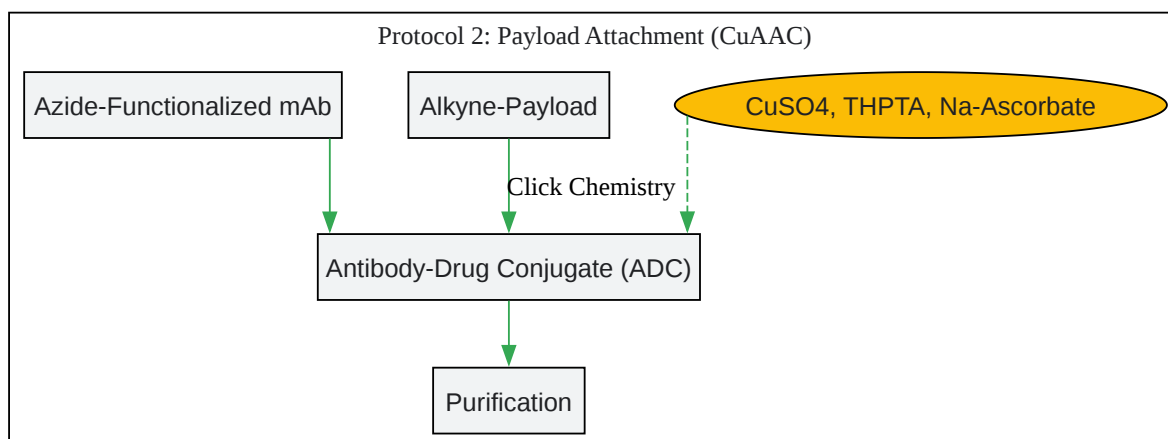 Protocol 2: Payload Attachment (CuAAC)
Azide-Functionalized mAb
Alkyne-Payload
CuSO4, THPTA, Na-Ascorbate
Click Chemistry
Antibody-Drug Conjugate (ADC)
Purification